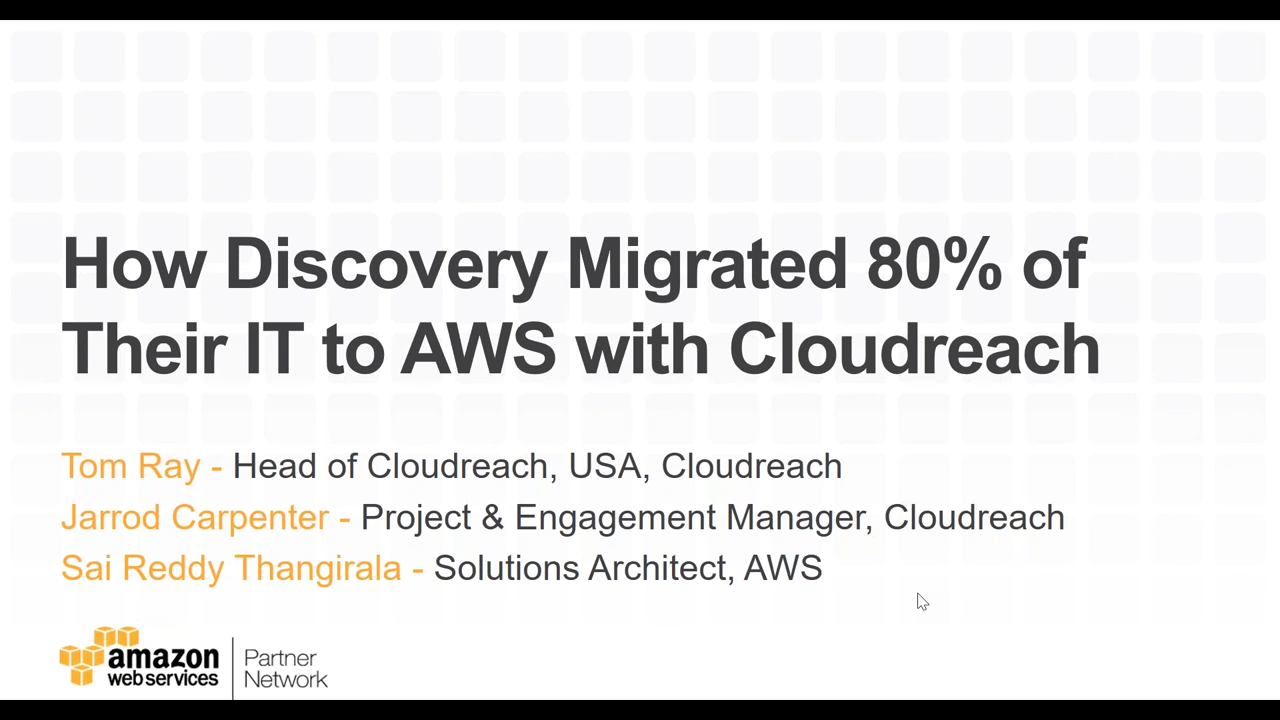 How Discovery Migrated 80% of
Their IT to AWS with Cloudreach
Tom Ray - Head of Cloudreach, USA, Cloudreach
Jarrod Carpenter - Project & Engagement Manager, Cloudreach
Sai Reddy Thangirala - Solutions Architect, AWS
amazon
web services
Partner
Network